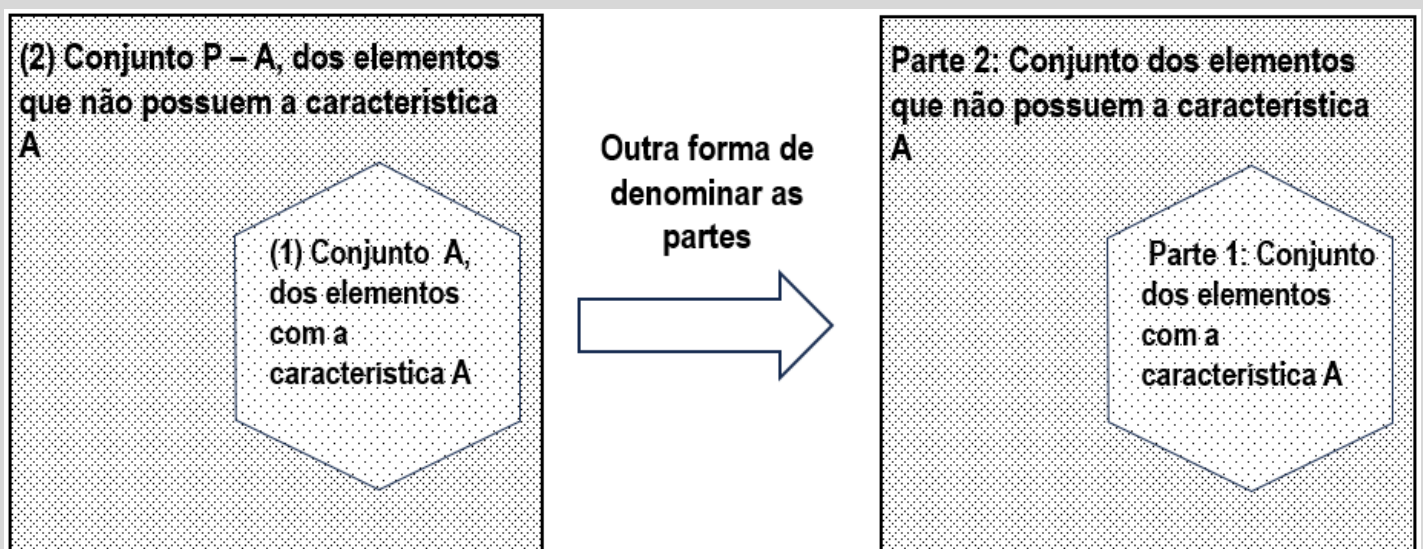 (2) Conjunto P – A, dos elementos
que não possuem a característica
A
(1) Conjunto A,
dos elementos
com a
característica A
Outra forma de
denominar as
partes
Parte 2: Conjunto dos elementos
que não possuem a característica
A
Parte 1: Conjunto
dos elementos
com a
característica A